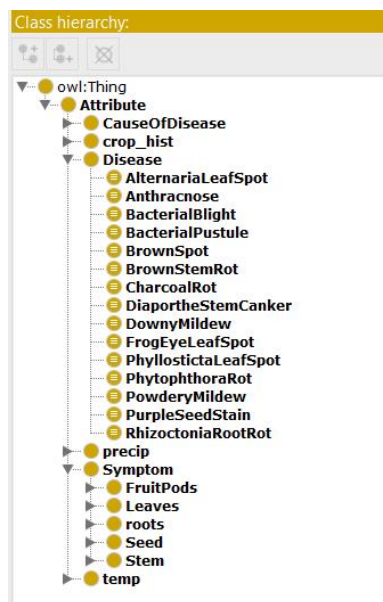 Class hierarchy:
owl:Thing
Attribute
CauseOfDisease
crop_hist
Disease
AlternariaLeafSpot
Anthracnose
BacterialBlight
BacterialPustule
BrownSpot
BrownStemRot
CharcoalRot
DiaportheStemCanker
DownyMildew
FrogEyeLeafSpot
PhyllostictaLeafSpot
PhytophthoraRot
PowderyMildew
PurpleSeedStain
RhizoctoniaRootRot
precip
Symptom
FruitPods
Leaves
roots
Seed
Stem
temp